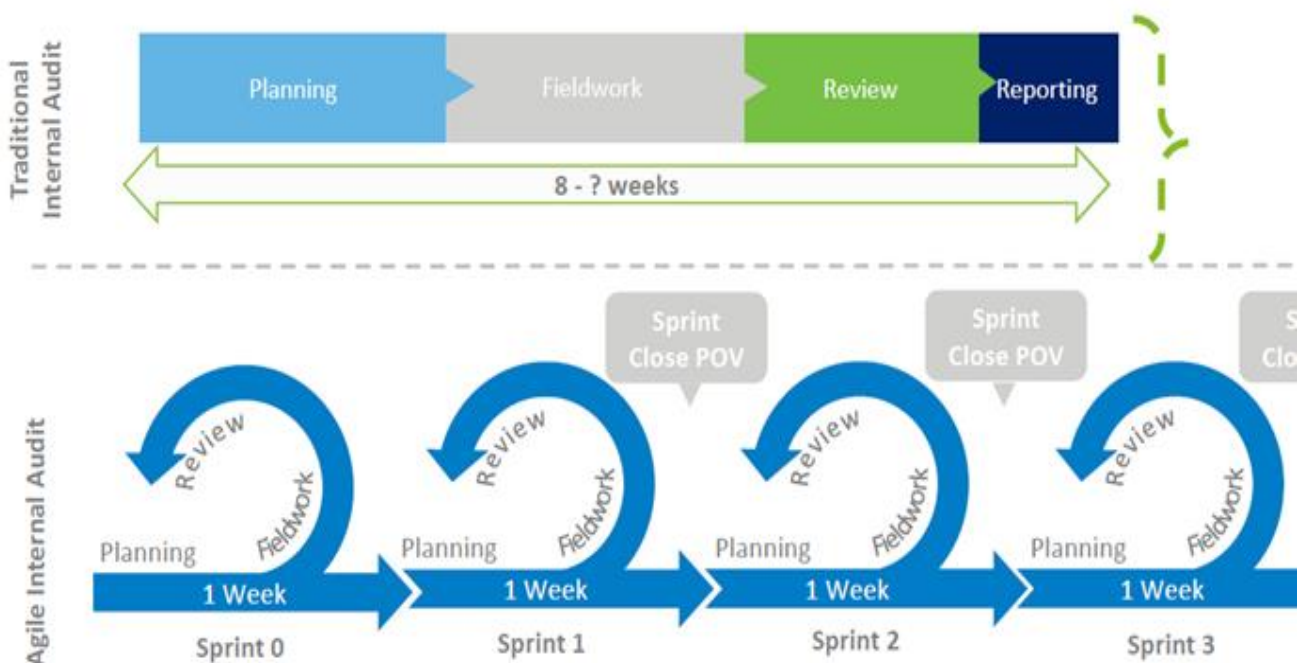 Traditional
Internal Audit
Planning
Fieldwork
Review
Reporting
8 - ? weeks
Agile Internal Audit
Sprint
Close POV
Sprint
Close POV
Review
Fieldwork
Planning
1 Week
Sprint 0
Review
Fieldwork
Planning
1 Week
Sprint 1
Review
Fieldwork
Planning
1 Week
Sprint 2
Review
Fieldwork
Planning
1 Week
Sprint 3